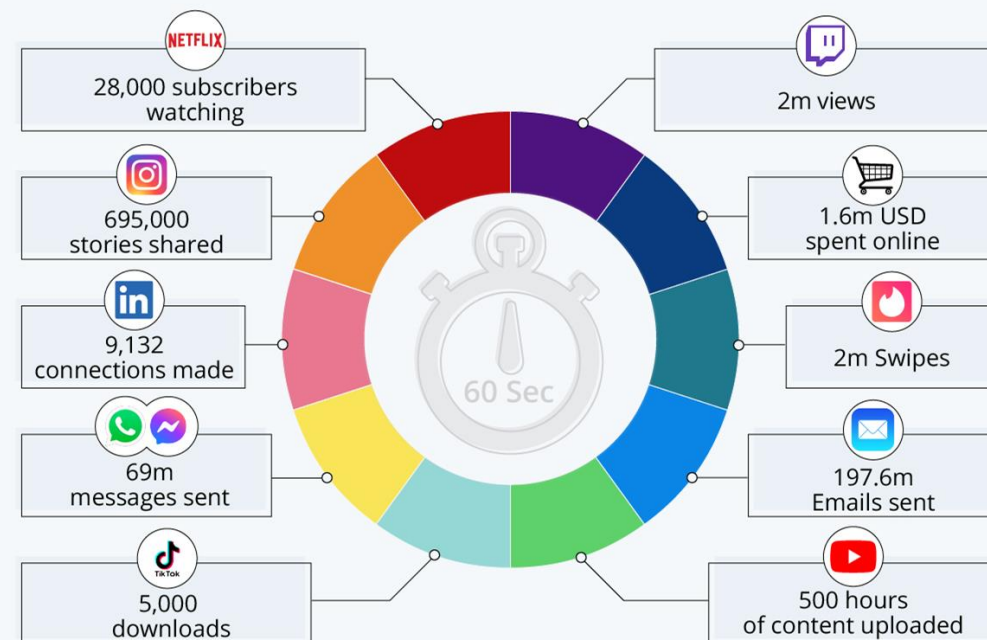 NETFLIX
28,000 subscribers
watching
2m views
695,000
stories shared
1.6m USD
spent online
in
9,132
connections made
2m Swipes
60 Sec
69m
messages sent
197.6m
Emails sent
TikTok
5,000
downloads
500 hours
of content uploaded